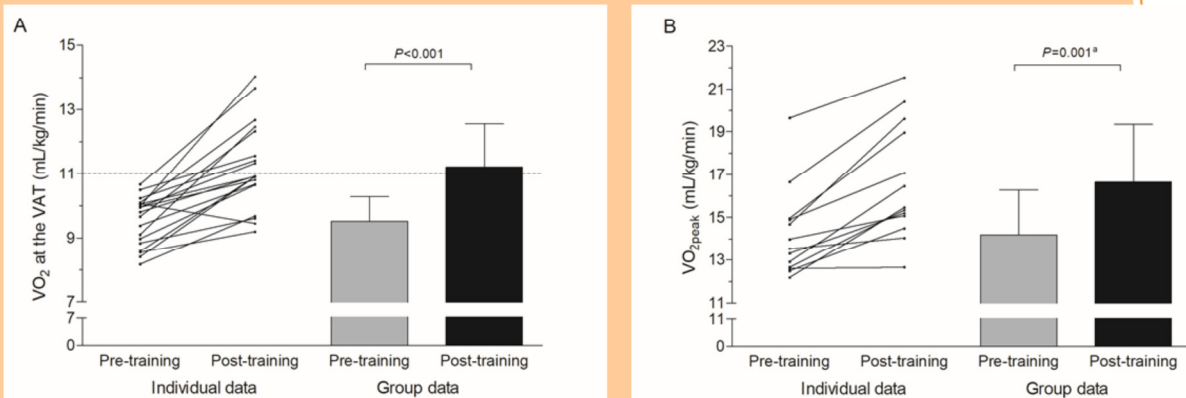 A
VO2 at the VAT (mL/kg/min)
15
13
11
9
7
7
0
P<0.001
Pre-training Post-training Pre-training Post-training
Individual data Group data
B
VO2peak (mL/kg/min)
23
21
19
17
15
13
11
11
0
P=0.001ª
Pre-training Post-training Pre-training Post-training
Individual data Group data